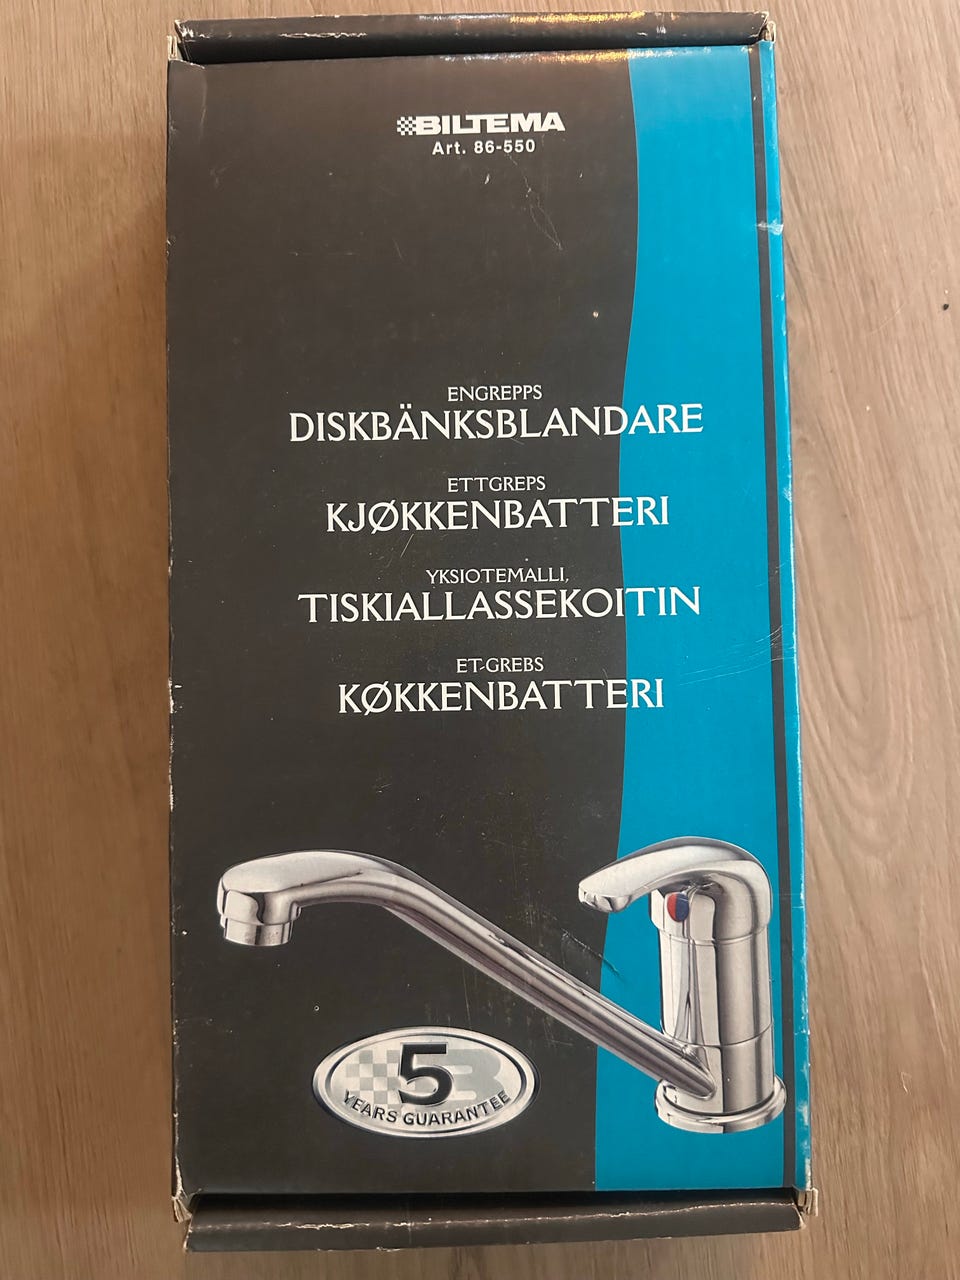 BILTEMA
Art. 86-550
ENGREPPS
DISKBÄNKSBLANDARE
ETTGREPS
KJØKKENBATTERI
YKSIOTEMALLI,
TISKIALLASSEKOITIN
ET-GREBS
KØKKENBATTERI
5
YEARS GUARANTEE